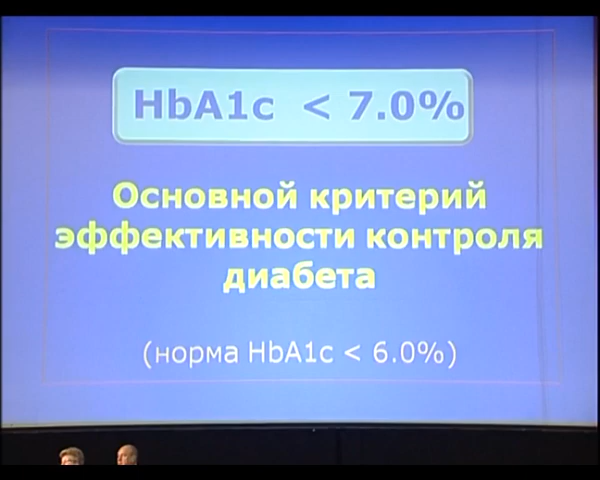 HbA1c < 7.0%
Основной критерий
эффективности контроля
диабета
(норма HbA1c < 6.0%)